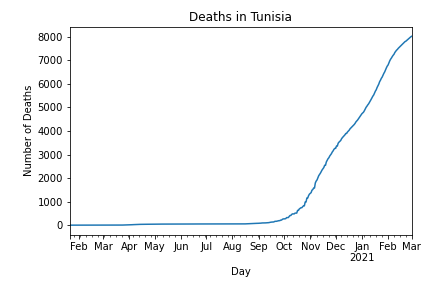 Deaths in Tunisia
Number of Deaths
8000
7000
6000
5000
4000
3000
2000
1000
0
Feb Mar Apr May Jun Jul Aug Sep Oct Nov Dec Jan Feb Mar
2021
Day